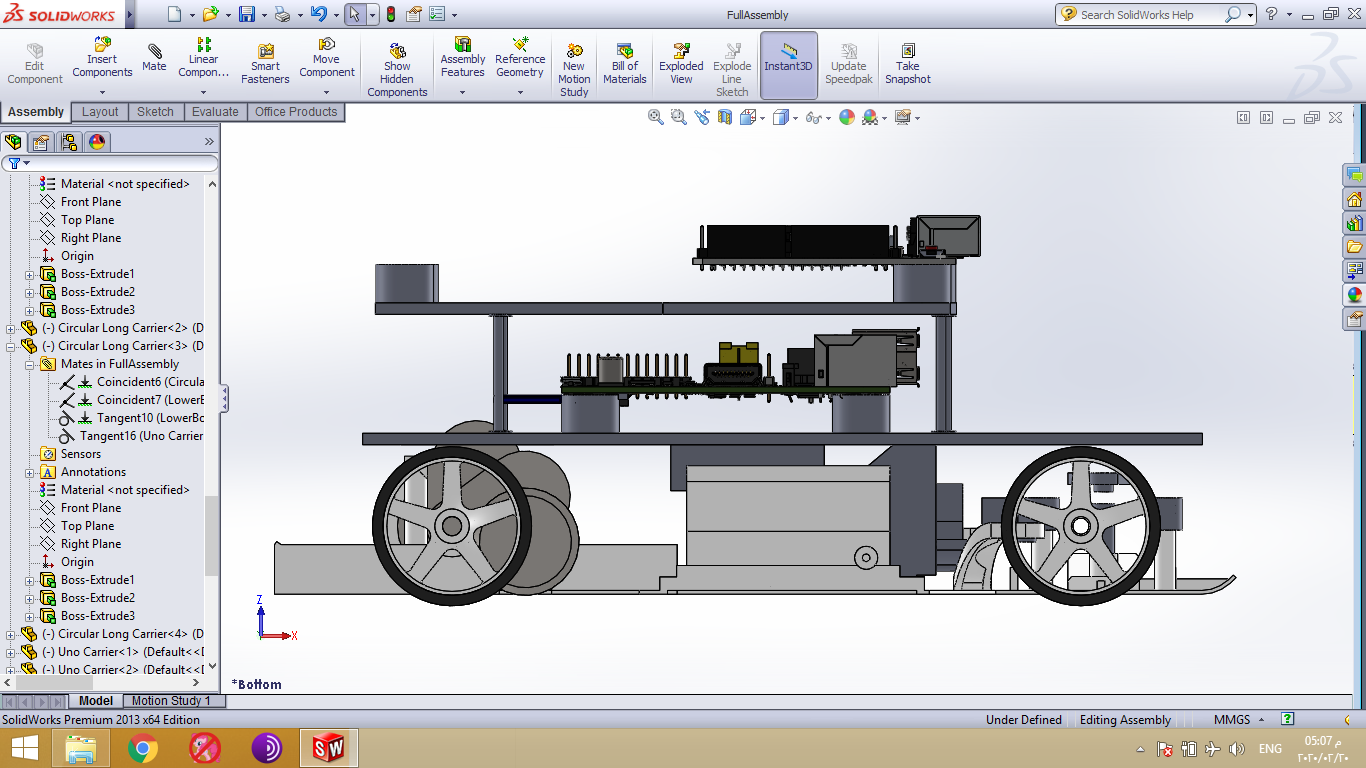 SOLIDWORKS
FullAssembly
Search SolidWorks Help
Edit Component
Insert Components
Mate
Linear Compon...
Smart Fasteners
Move Component
Show Hidden Components
Assembly Features
Reference Geometry
New Motion Study
Bill of Materials
Exploded View
Explode Line Sketch
Instant3D
Update Speedpak
Take Snapshot
Assembly
Layout
Sketch
Evaluate
Office Products
Material <not specified>
Front Plane
Top Plane
Right Plane
Origin
Boss-Extrude1
Boss-Extrude2
Boss-Extrude3
(-) Circular Long Carrier<2> (D
(-) Circular Long Carrier<3> (D
Mates in FullAssembly
Coincident6 (Circula
Coincident7 (LowerB
Tangent10 (LowerBo
Tangent16 (Uno Carrier
Sensors
Annotations
Material <not specified>
Front Plane
Top Plane
Right Plane
Origin
Boss-Extrude1
Boss-Extrude2
Boss-Extrude3
(-) Circular Long Carrier<4> (D
(-) Uno Carrier<1> (Default<<D
(-) Uno Carrier<2> (Default<<D
Z
X
*Bottom
Model
Motion Study 1
SolidWorks Premium 2013 x64 Edition
Under Defined
Editing Assembly
MMGS
SW
ENG
05:07 م
٢٠٢٠/٠٢/٢٠